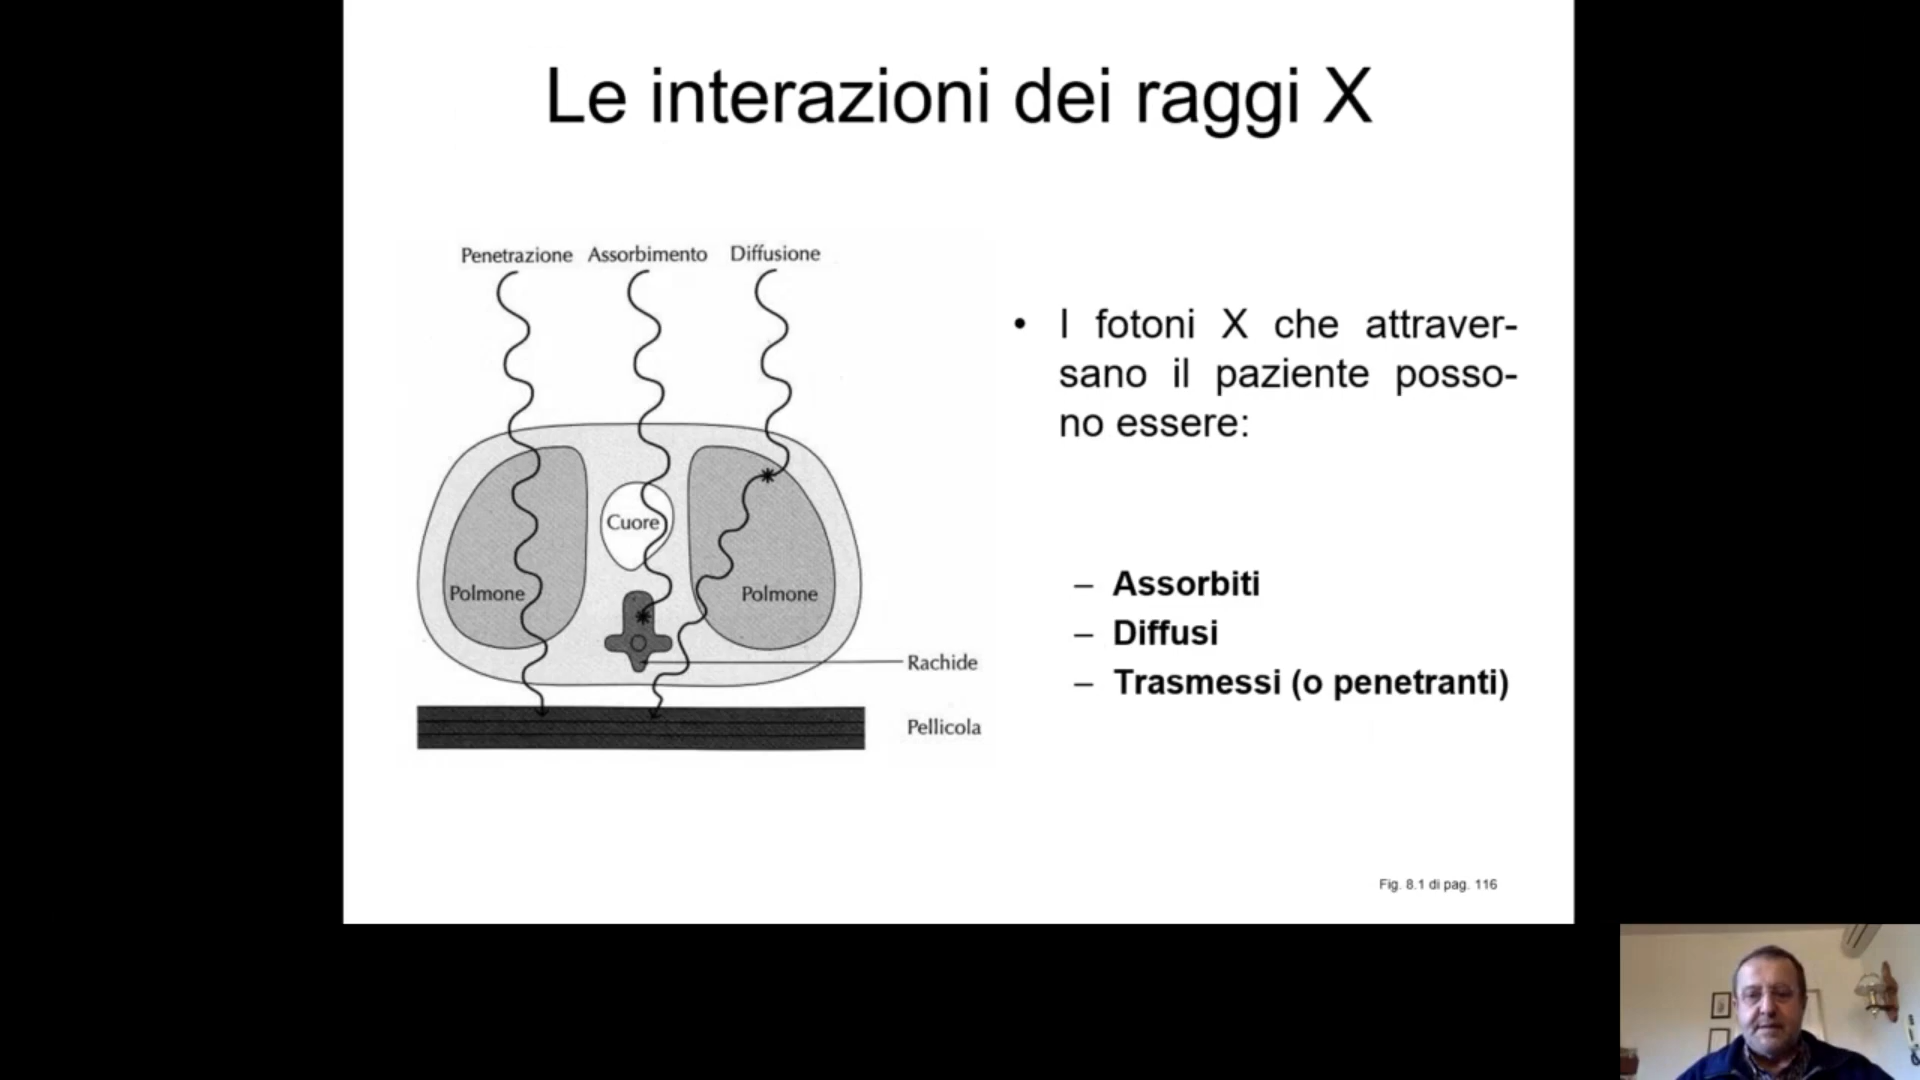 Le interazioni dei raggi X
Penetrazione Assorbimento Diffusione
Cuore
Polmone
Polmone
Rachide
Pellicola
• I fotoni X che attraver-
sano il paziente posso-
no essere:
– Assorbiti
– Diffusi
– Trasmessi (o penetranti)
Fig. 8.1 di pag. 116